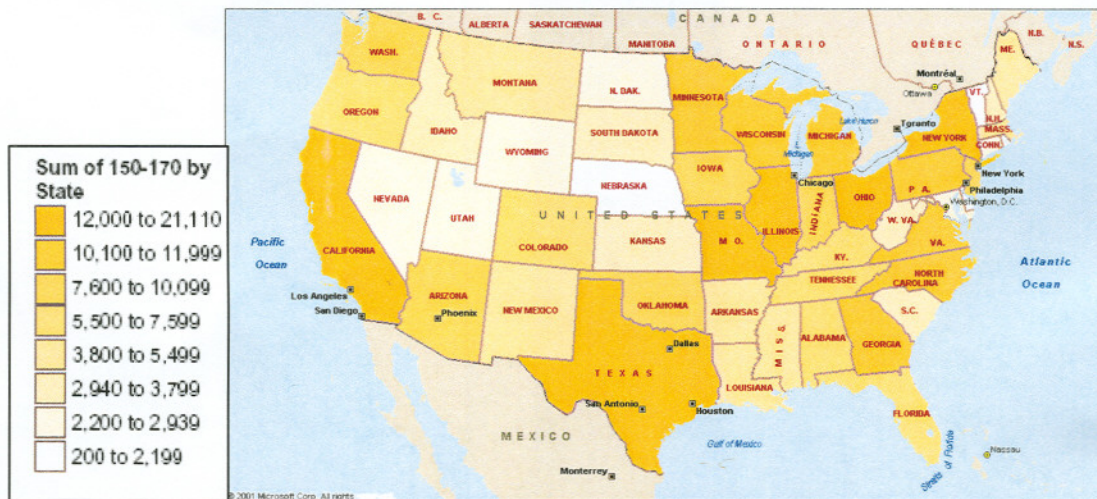 Sum of 150-170 by
State
12,000 to 21,110
10,100 to 11,999
7,600 to 10,099
5,500 to 7,599
3,800 to 5,499
2,940 to 3,799
2,200 to 2,939
200 to 2,199
B. C.
ALBERTA
SASKATCHEWAN
MANITOBA
CANADA
ONTARIO
QUÉBEC
N.B.
N.S.
WASH.
MONTANA
N. DAK.
MINNESOTA
Lake Huron
Ottawa
Montréal
VT.
ME.
OREGON
IDAHO
SOUTH DAKOTA
WISCONSIN
L.
Michigan
MICHIGAN
Toronto
NEW YORK
N.H.
MASS.
CONN.
WYOMING
IOWA
Chicago
New York
NEVADA
UTAH
NEBRASKA
UNITED STATES
ILLINOIS
INDIANA
OHIO
P A.
Philadelphia
Washington, D.C.
W. VA.
Pacific
Ocean
CALIFORNIA
COLORADO
KANSAS
M O.
KY.
VA.
Atlantic
Ocean
Los Angeles
San Diego
ARIZONA
Phoenix
NEW MEXICO
OKLAHOMA
ARKANSAS
TENNESSEE
NORTH
CAROLINA
S.C.
Dallas
TEXAS
MISS.
ALABAMA
GEORGIA
LOUISIANA
San Antonio
Houston
FLORIDA
MEXICO
Gulf of Mexico
Straits of Florida
Nassau
Monterrey
© 2001 Microsoft Corp. All rights